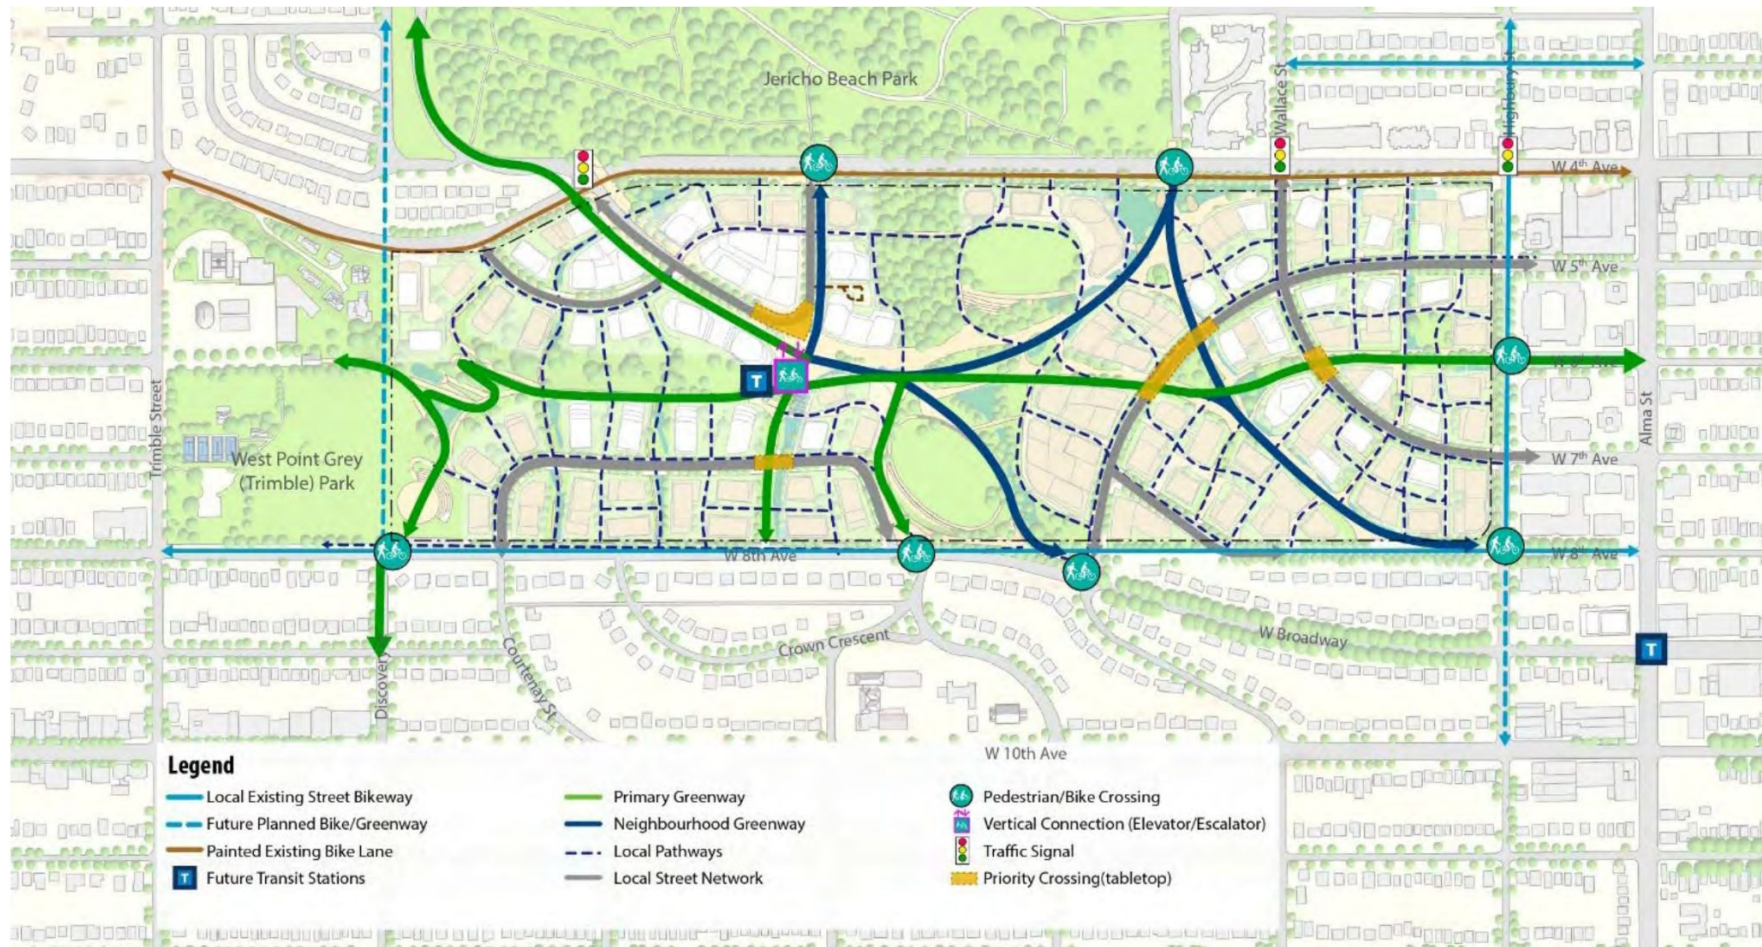 Jericho Beach Park
Wallace St
Highbury St
W 4th Ave
W 5th Ave
W 7th Ave
Trimble Street
Alma St
T
West Point Grey
(Trimble) Park
W 8th Ave
W 8th Ave
Crown Crescent
W Broadway
T
Discovery
Courtenay St
W 10th Ave
Legend
Local Existing Street Bikeway
Future Planned Bike/Greenway
Painted Existing Bike Lane
T Future Transit Stations
Primary Greenway
Neighbourhood Greenway
Local Pathways
Local Street Network
Pedestrian/Bike Crossing
Vertical Connection (Elevator/Escalator)
Traffic Signal
Priority Crossing(tabletop)